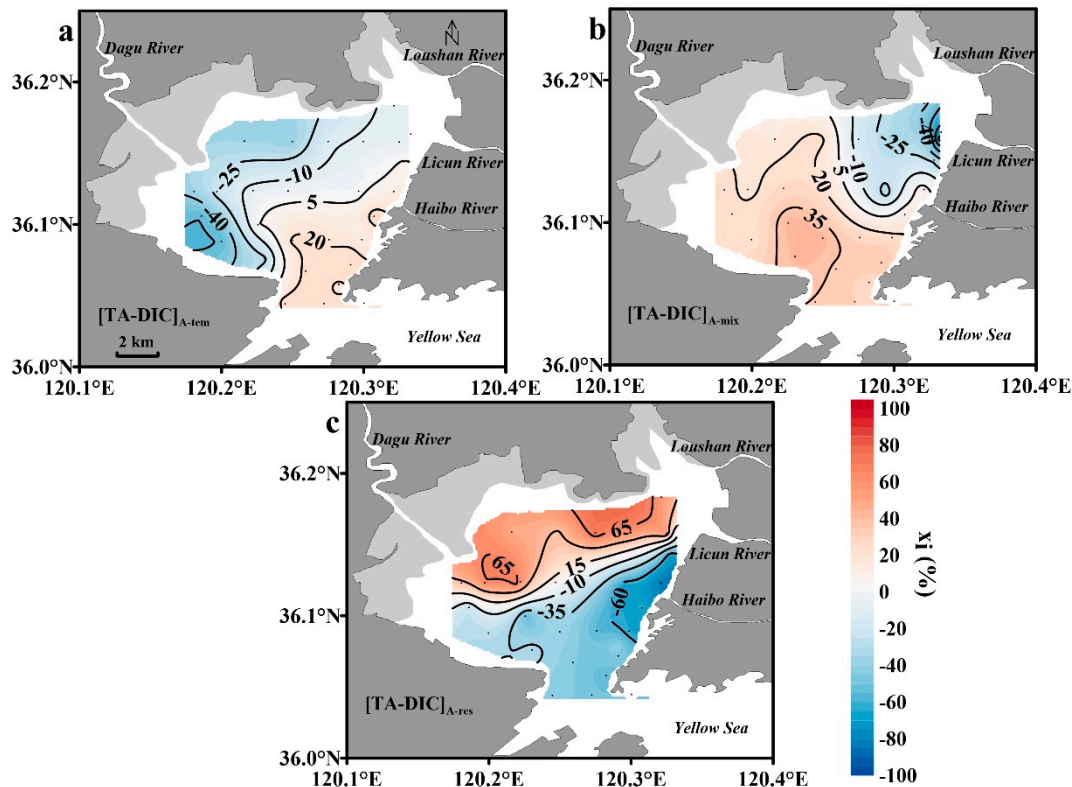 a
N
Dagu River
Loushan River
36.2°N
Licun River
-25
-10
Haibo River
5
-40
36.1°N
20
[TA-DIC]A-tem
2 km
Yellow Sea
36.0°N
120.1°E 120.2°E 120.3°E 120.4°E
b
Dagu River
Loushan River
36.2°N
-40
-25
Licun River
-10
5
20
Haibo River
36.1°N
35
[TA-DIC]A-mix
Yellow Sea
36.0°N
120.1°E 120.2°E 120.3°E 120.4°E
c
Dagu River
Loushan River
36.2°N
65
65
15
Licun River
-10
-60
Haibo River
36.1°N
-35
[TA-DIC]A-res
Yellow Sea
36.0°N
120.1°E 120.2°E 120.3°E 120.4°E
100
80
60
40
20
0
-20
-40
-60
-80
-100
xi (%)